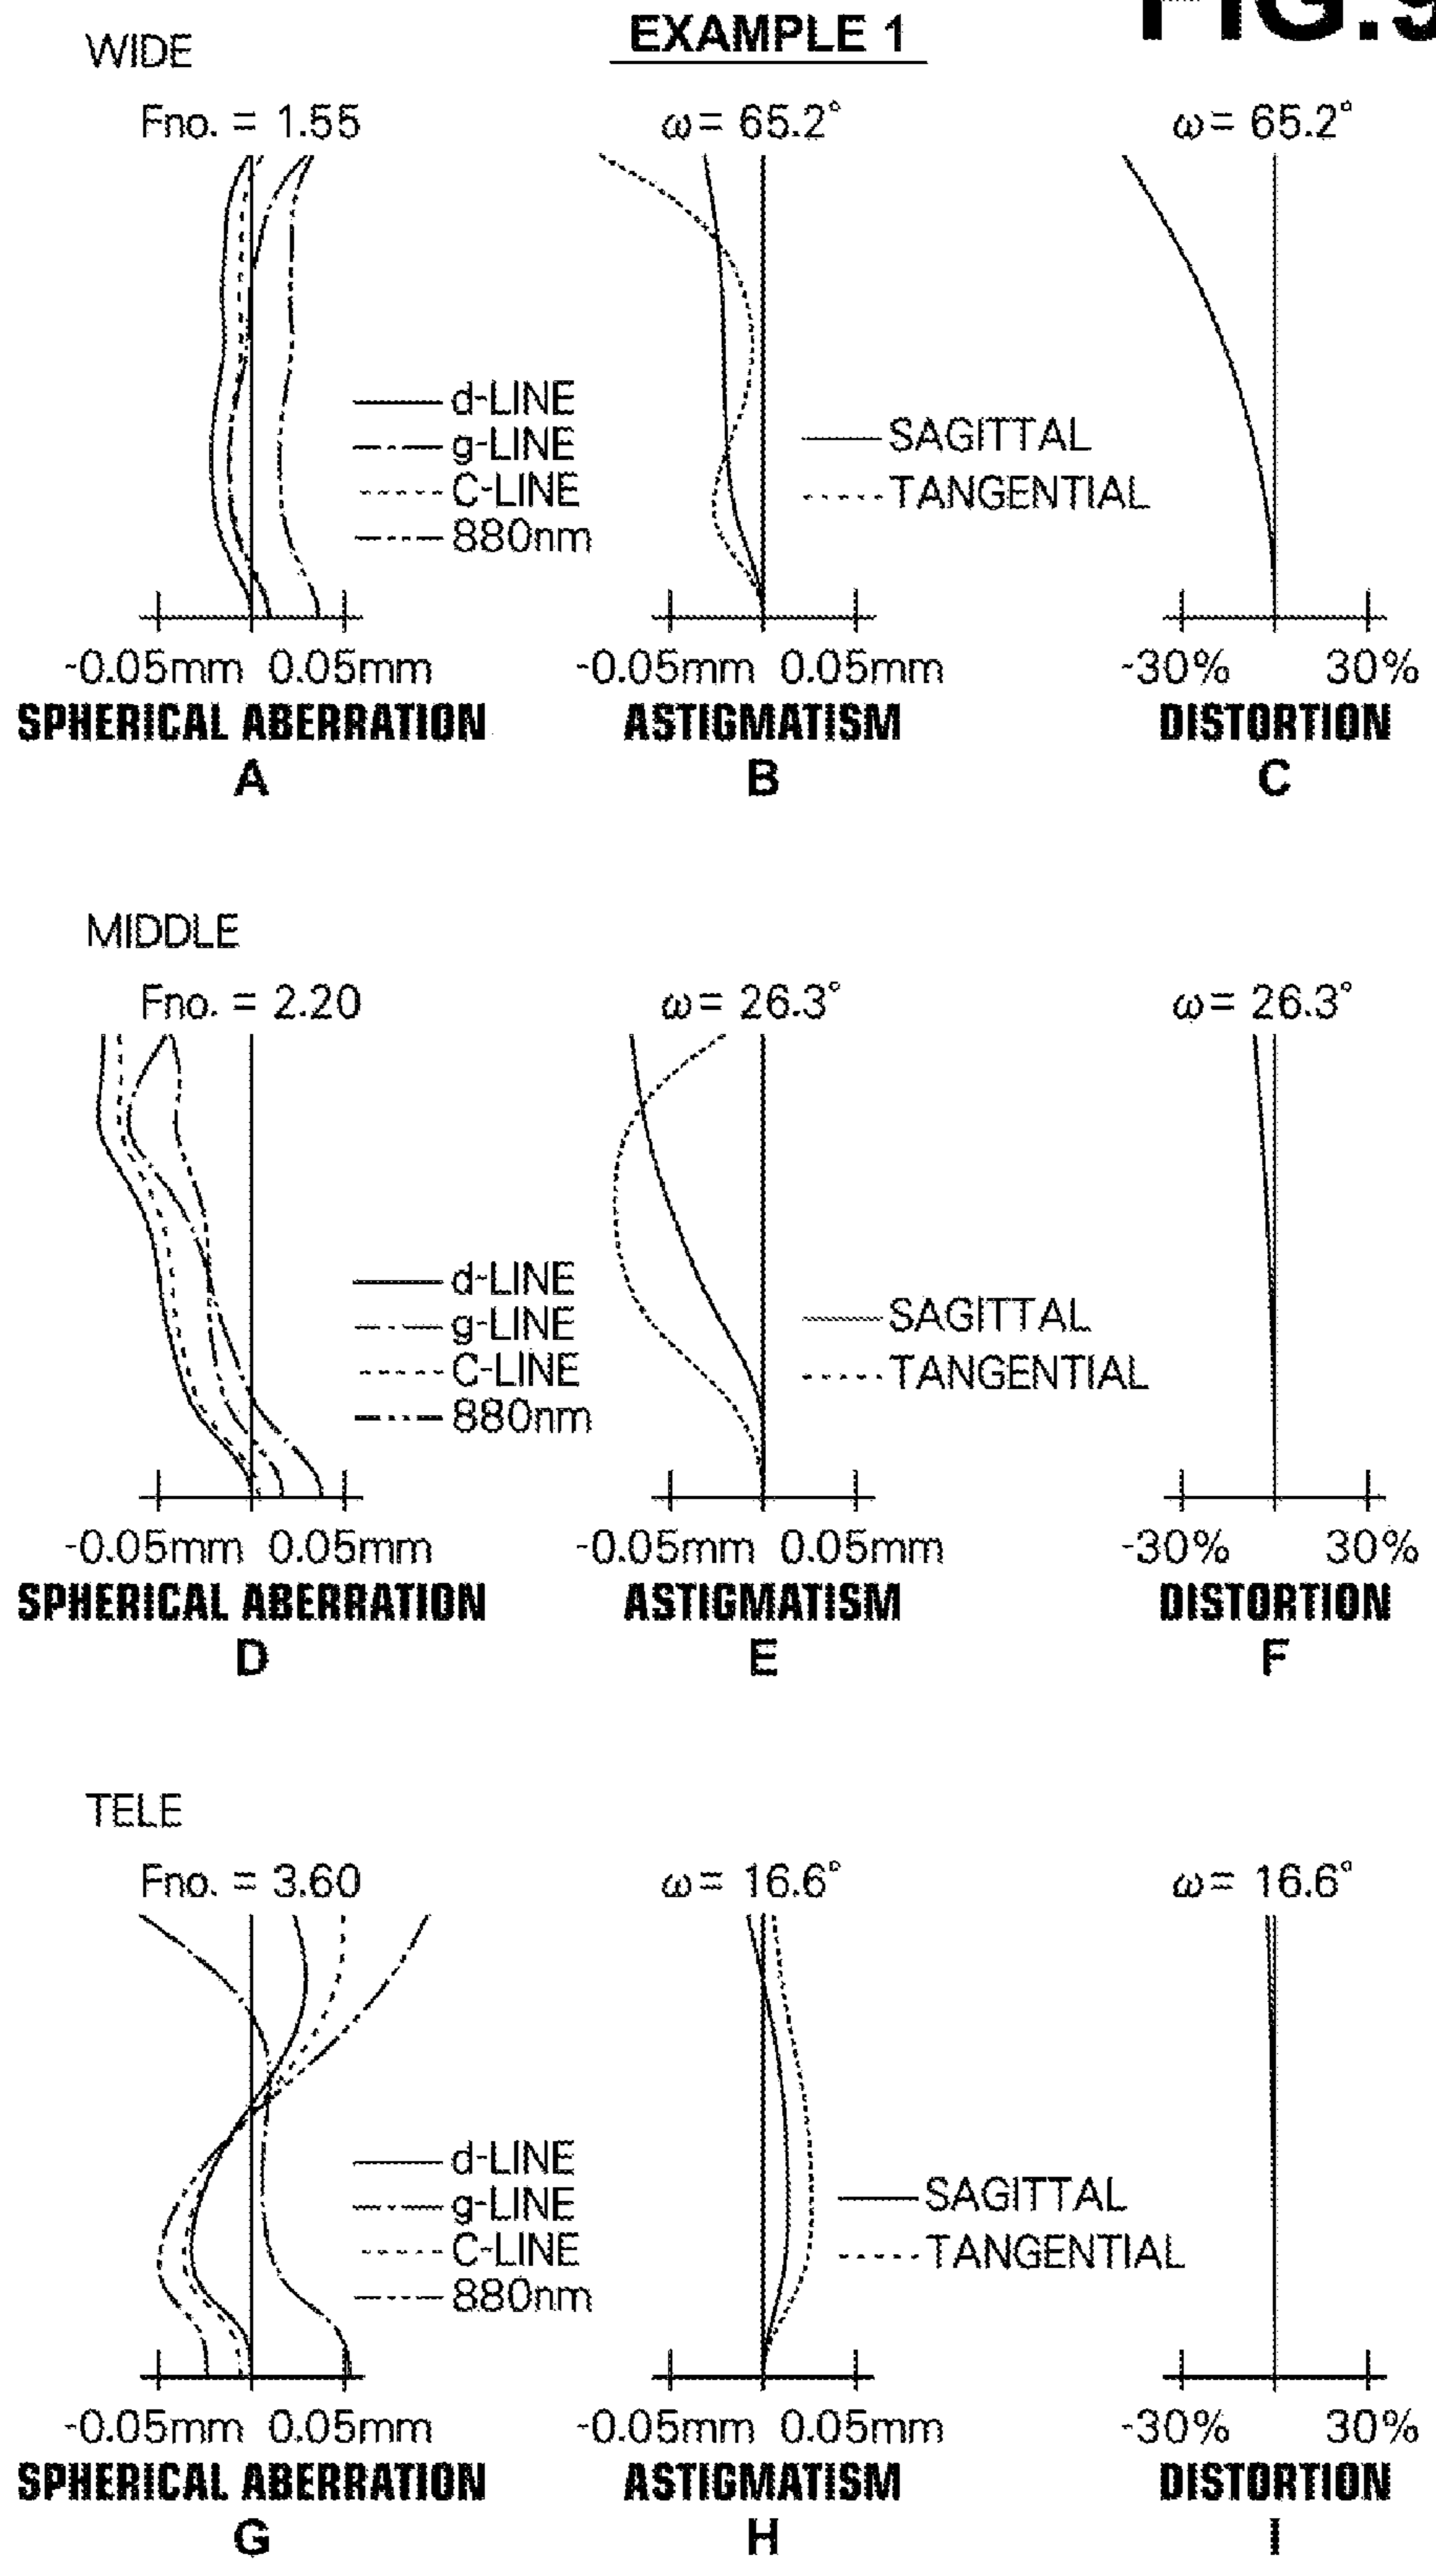 EXAMPLE 1
FIG.9
WIDE
Fno. = 1.55
ω= 65.2°
ω= 65.2°
d-LINE
g-LINE
C-LINE
880nm
SAGITTAL
TANGENTIAL
-0.05mm 0.05mm
-0.05mm 0.05mm
-30% 30%
SPHERICAL ABERRATION
ASTIGMATISM
DISTORTION
A
B
C
MIDDLE
Fno. = 2.20
ω= 26.3°
ω= 26.3°
d-LINE
g-LINE
C-LINE
880nm
SAGITTAL
TANGENTIAL
-0.05mm 0.05mm
-0.05mm 0.05mm
-30% 30%
SPHERICAL ABERRATION
ASTIGMATISM
DISTORTION
D
E
F
TELE
Fno. = 3.60
ω= 16.6°
ω= 16.6°
d-LINE
g-LINE
C-LINE
880nm
SAGITTAL
TANGENTIAL
-0.05mm 0.05mm
-0.05mm 0.05mm
-30% 30%
SPHERICAL ABERRATION
ASTIGMATISM
DISTORTION
G
H
I